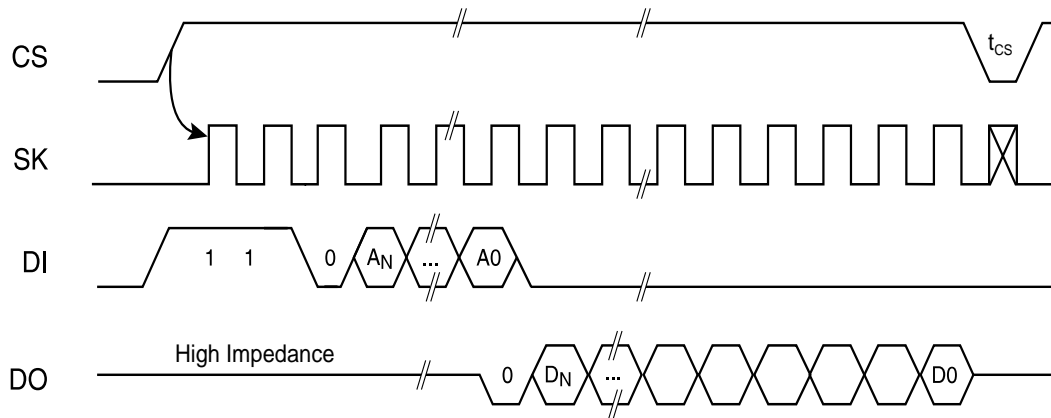 CS
tCS
SK
DI
1 1 0 AN ... A0
DO
High Impedance
0 DN ... D0